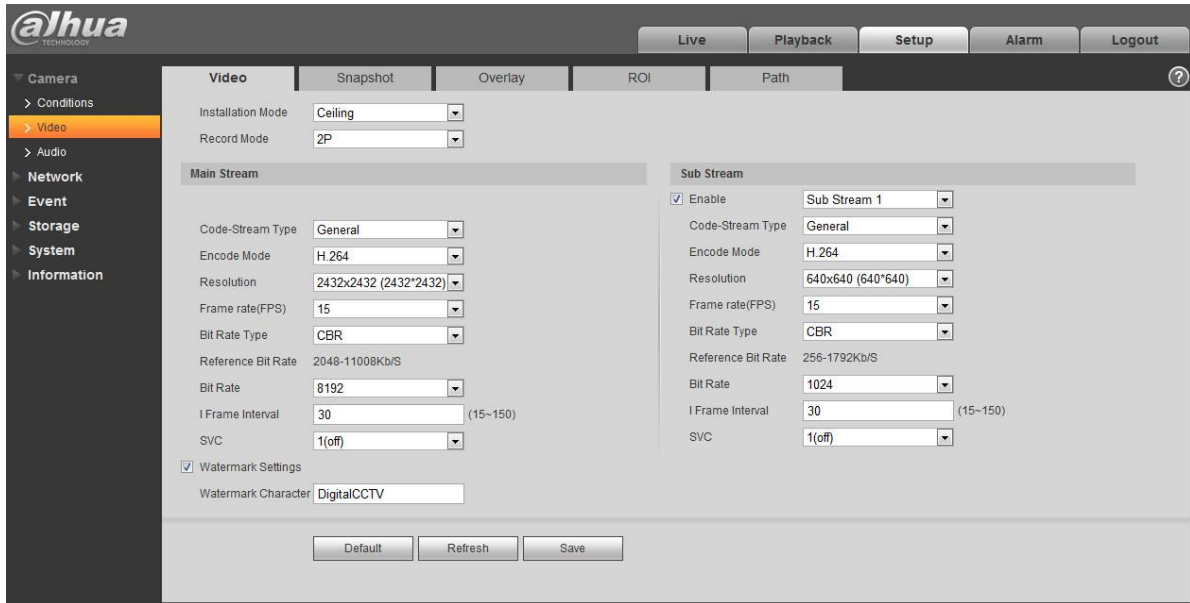 alhua
TECHNOLOGY
Live Playback Setup Alarm Logout
Camera
Conditions
Video
Audio
Network
Event
Storage
System
Information
Video Snapshot Overlay ROI Path
?
Installation Mode Ceiling
Record Mode 2P
Main Stream
Code-Stream Type General
Encode Mode H.264
Resolution 2432x2432 (2432*2432)
Frame rate(FPS) 15
Bit Rate Type CBR
Reference Bit Rate 2048-11008Kb/S
Bit Rate 8192
I Frame Interval 30 (15~150)
SVC 1(off)
Watermark Settings
Watermark Character DigitalCCTV
Sub Stream
Enable Sub Stream 1
Code-Stream Type General
Encode Mode H.264
Resolution 640x640 (640*640)
Frame rate(FPS) 15
Bit Rate Type CBR
Reference Bit Rate 256-1792Kb/S
Bit Rate 1024
I Frame Interval 30 (15~150)
SVC 1(off)
Default Refresh Save